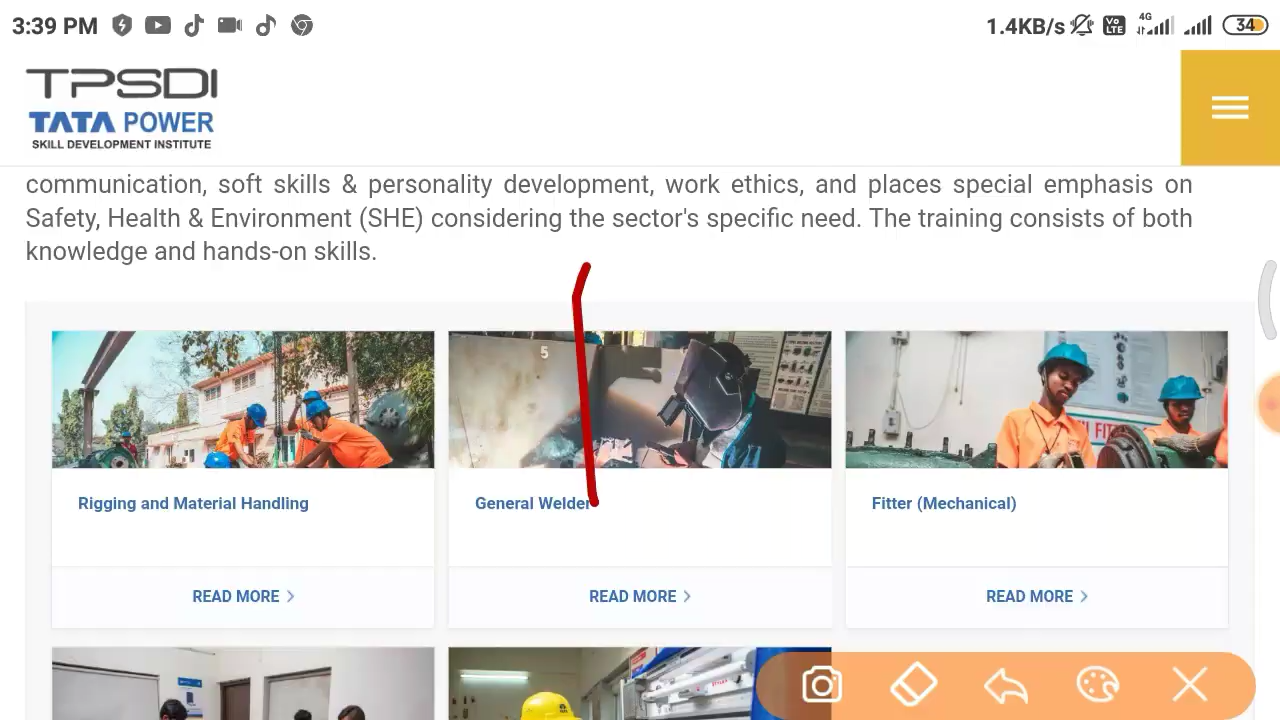 3:39 PM
1.4KB/s
Vo
LTE
4G
34
TPSDI
TATA POWER
SKILL DEVELOPMENT INSTITUTE
communication, soft skills & personality development, work ethics, and places special emphasis on
Safety, Health & Environment (SHE) considering the sector's specific need. The training consists of both
knowledge and hands-on skills.
5
Rigging and Material Handling
General Welder
Fitter (Mechanical)
READ MORE
READ MORE
READ MORE